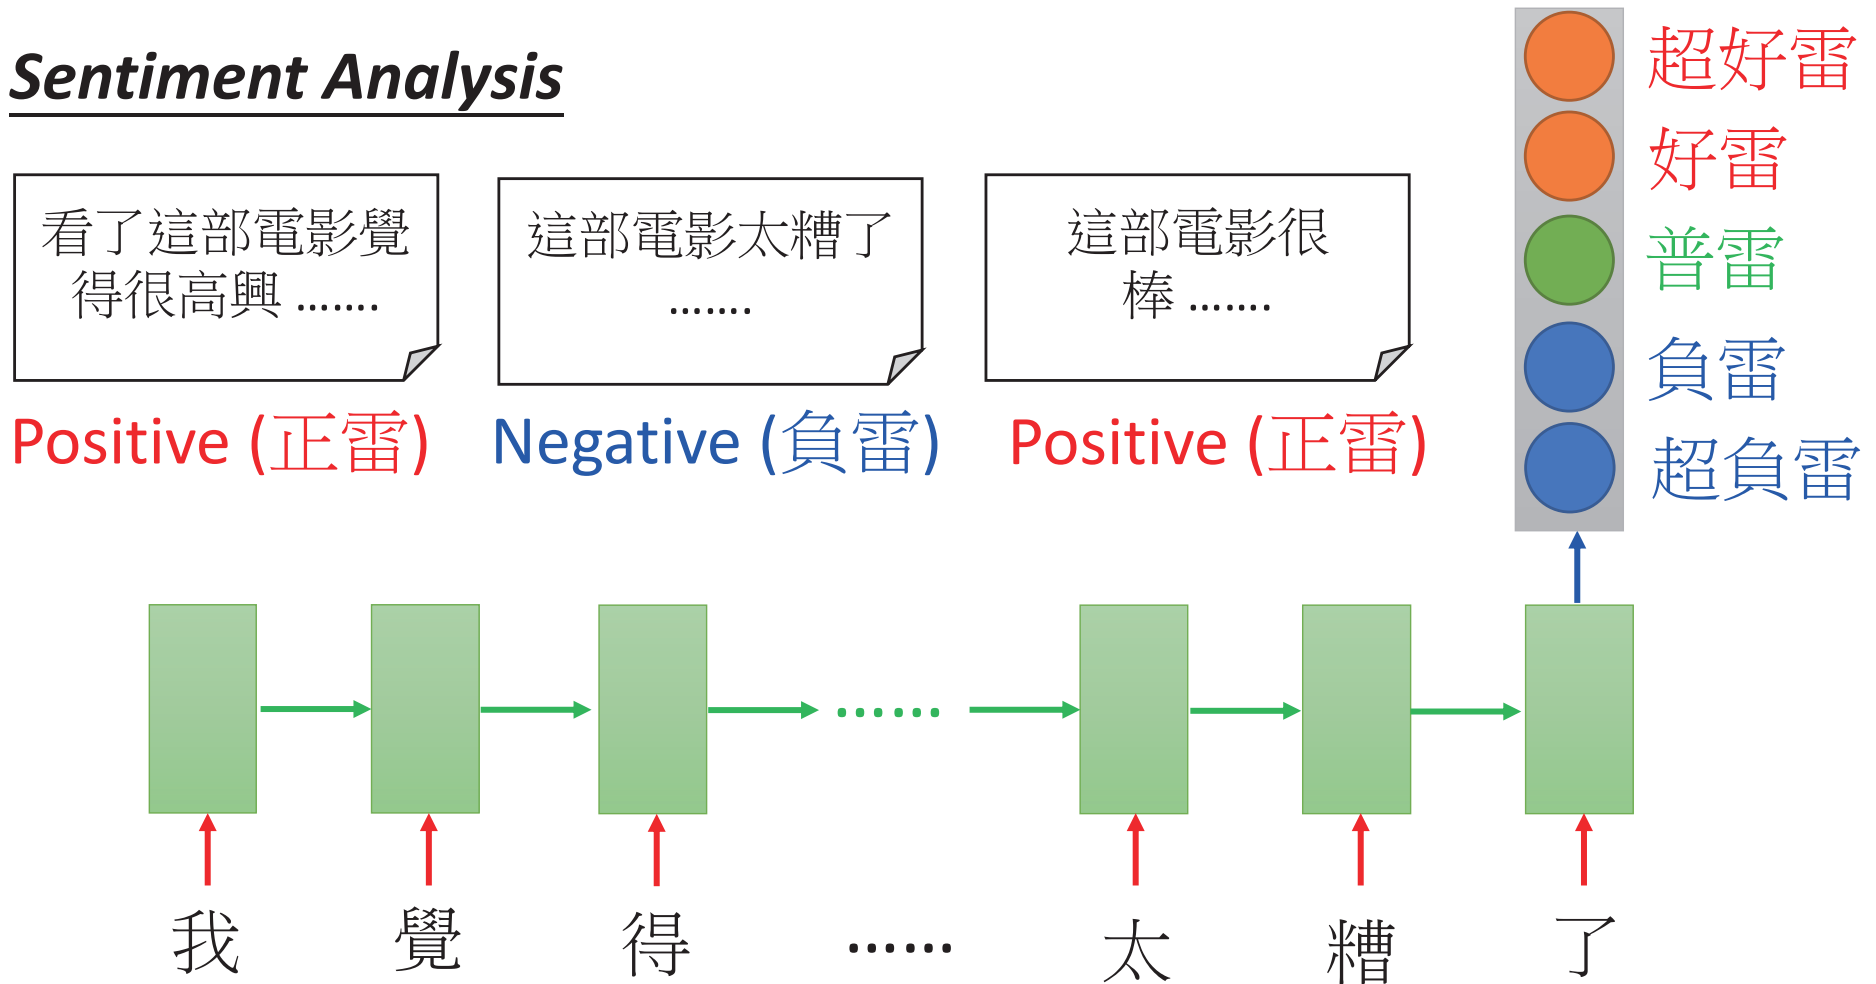 Sentiment Analysis
看了這部電影覺
得很高興 …….
Positive (正雷)
這部電影太糟了
…….
Negative (負雷)
這部電影很
棒 …….
Positive (正雷)
超好雷
好雷
普雷
負雷
超負雷
……
我 覺 得 …… 太 糟 了